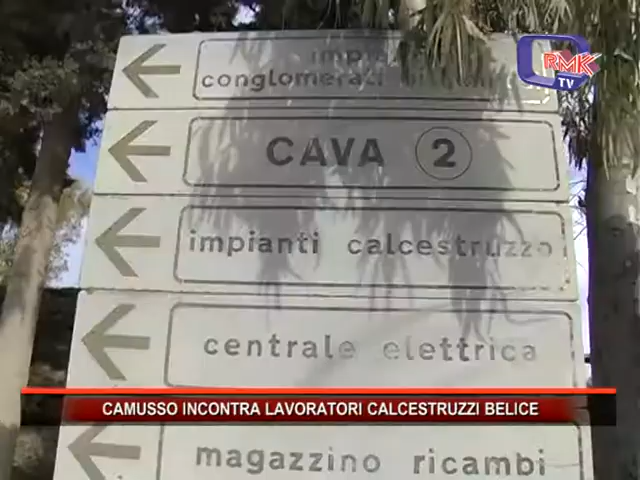 RMK
TV
conglomerati
CAVA 2
impianti calcestruzzo
centrale elettrica
CAMUSSO INCONTRA LAVORATORI CALCESTRUZZI BELICE
magazzino ricambi